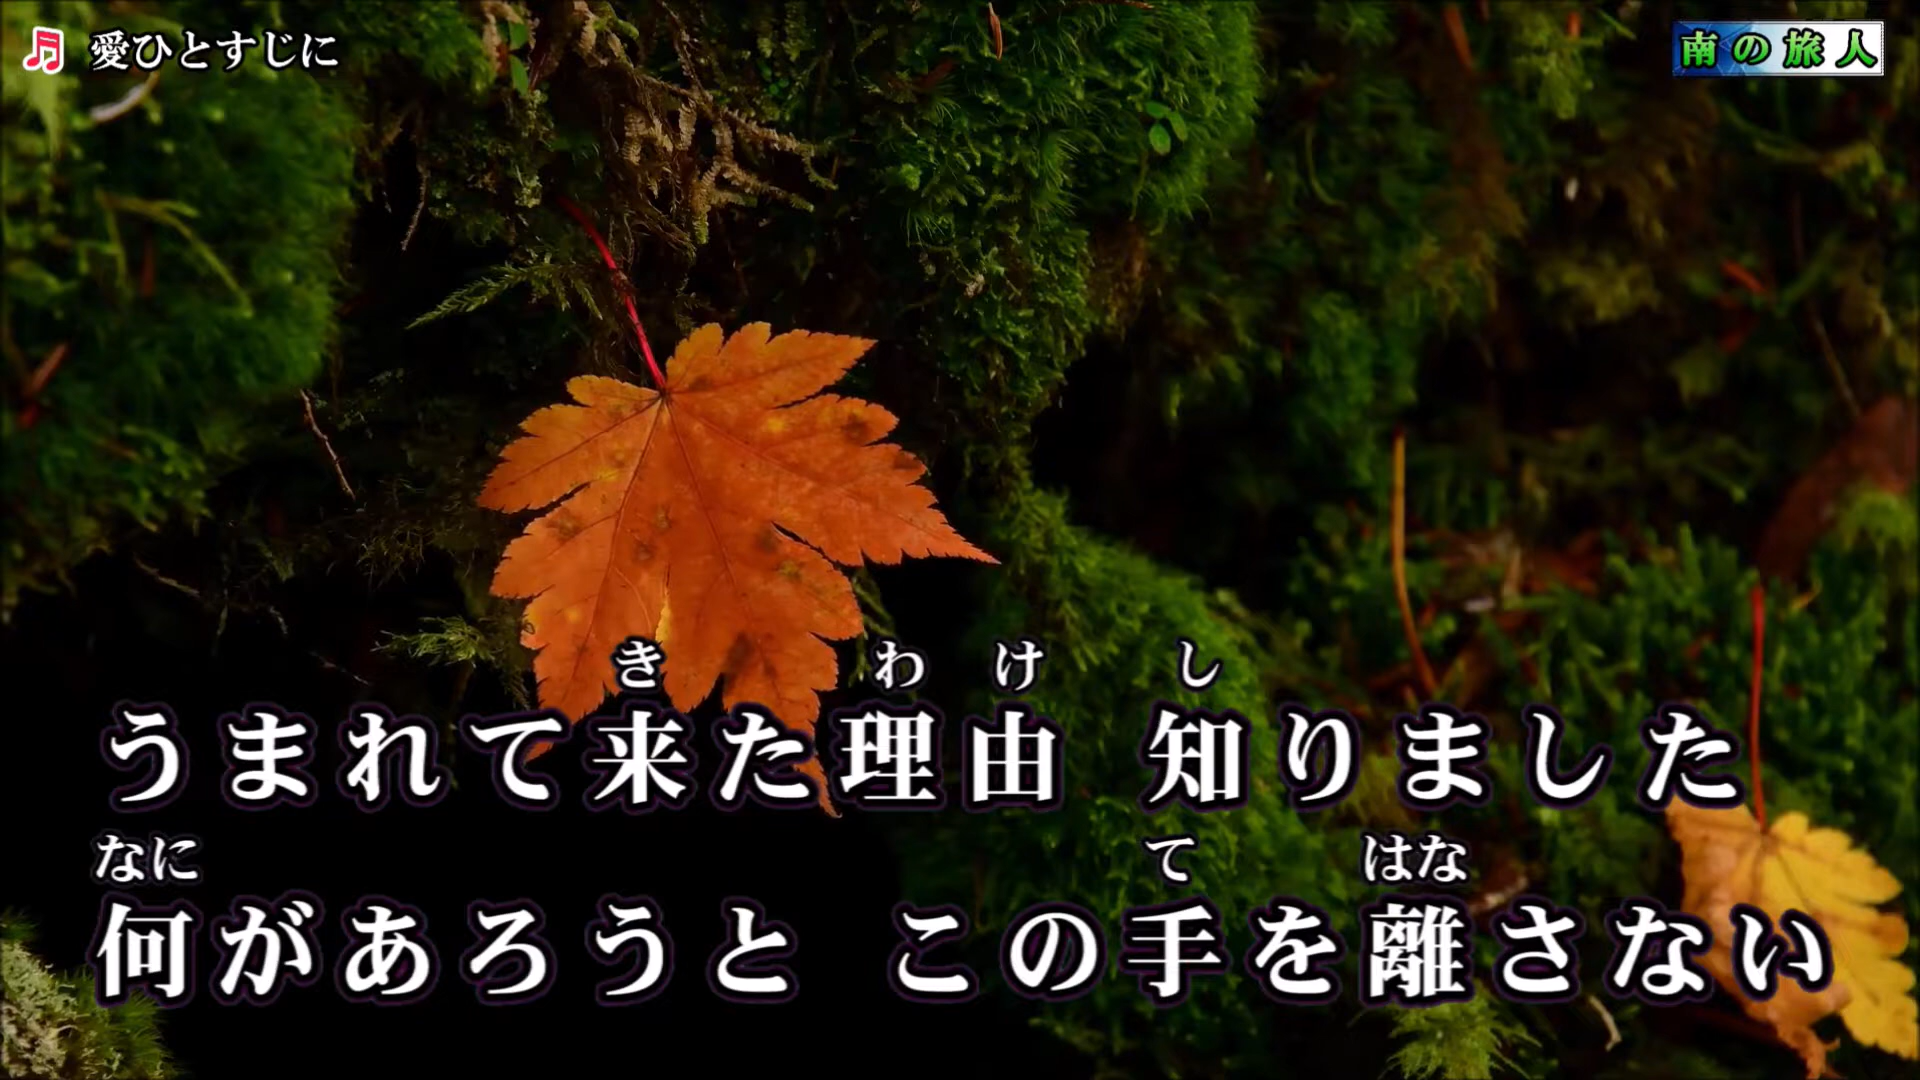 愛ひとすじに
南の旅人
き わ け し
うまれて来た理由 知りました
なに て はな
何があろうと この手を離さない